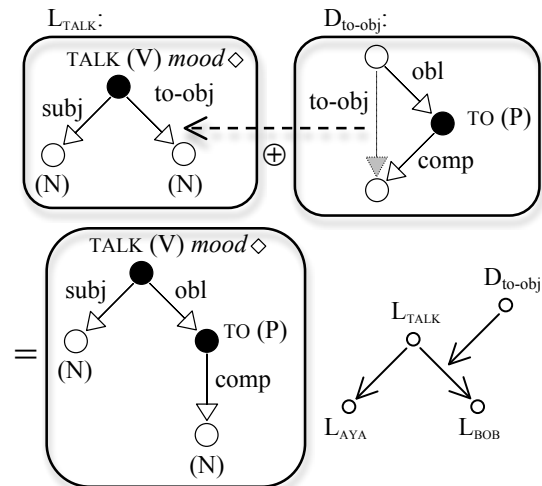 L_TALK:
D_to-obj:
TALK (V) mood ◇
subj
to-obj
(N)
(N)
⊕
to-obj
obl
TO (P)
comp
=
TALK (V) mood ◇
subj
obl
(N)
TO (P)
comp
(N)
D_to-obj
L_TALK
L_AYA
L_BOB